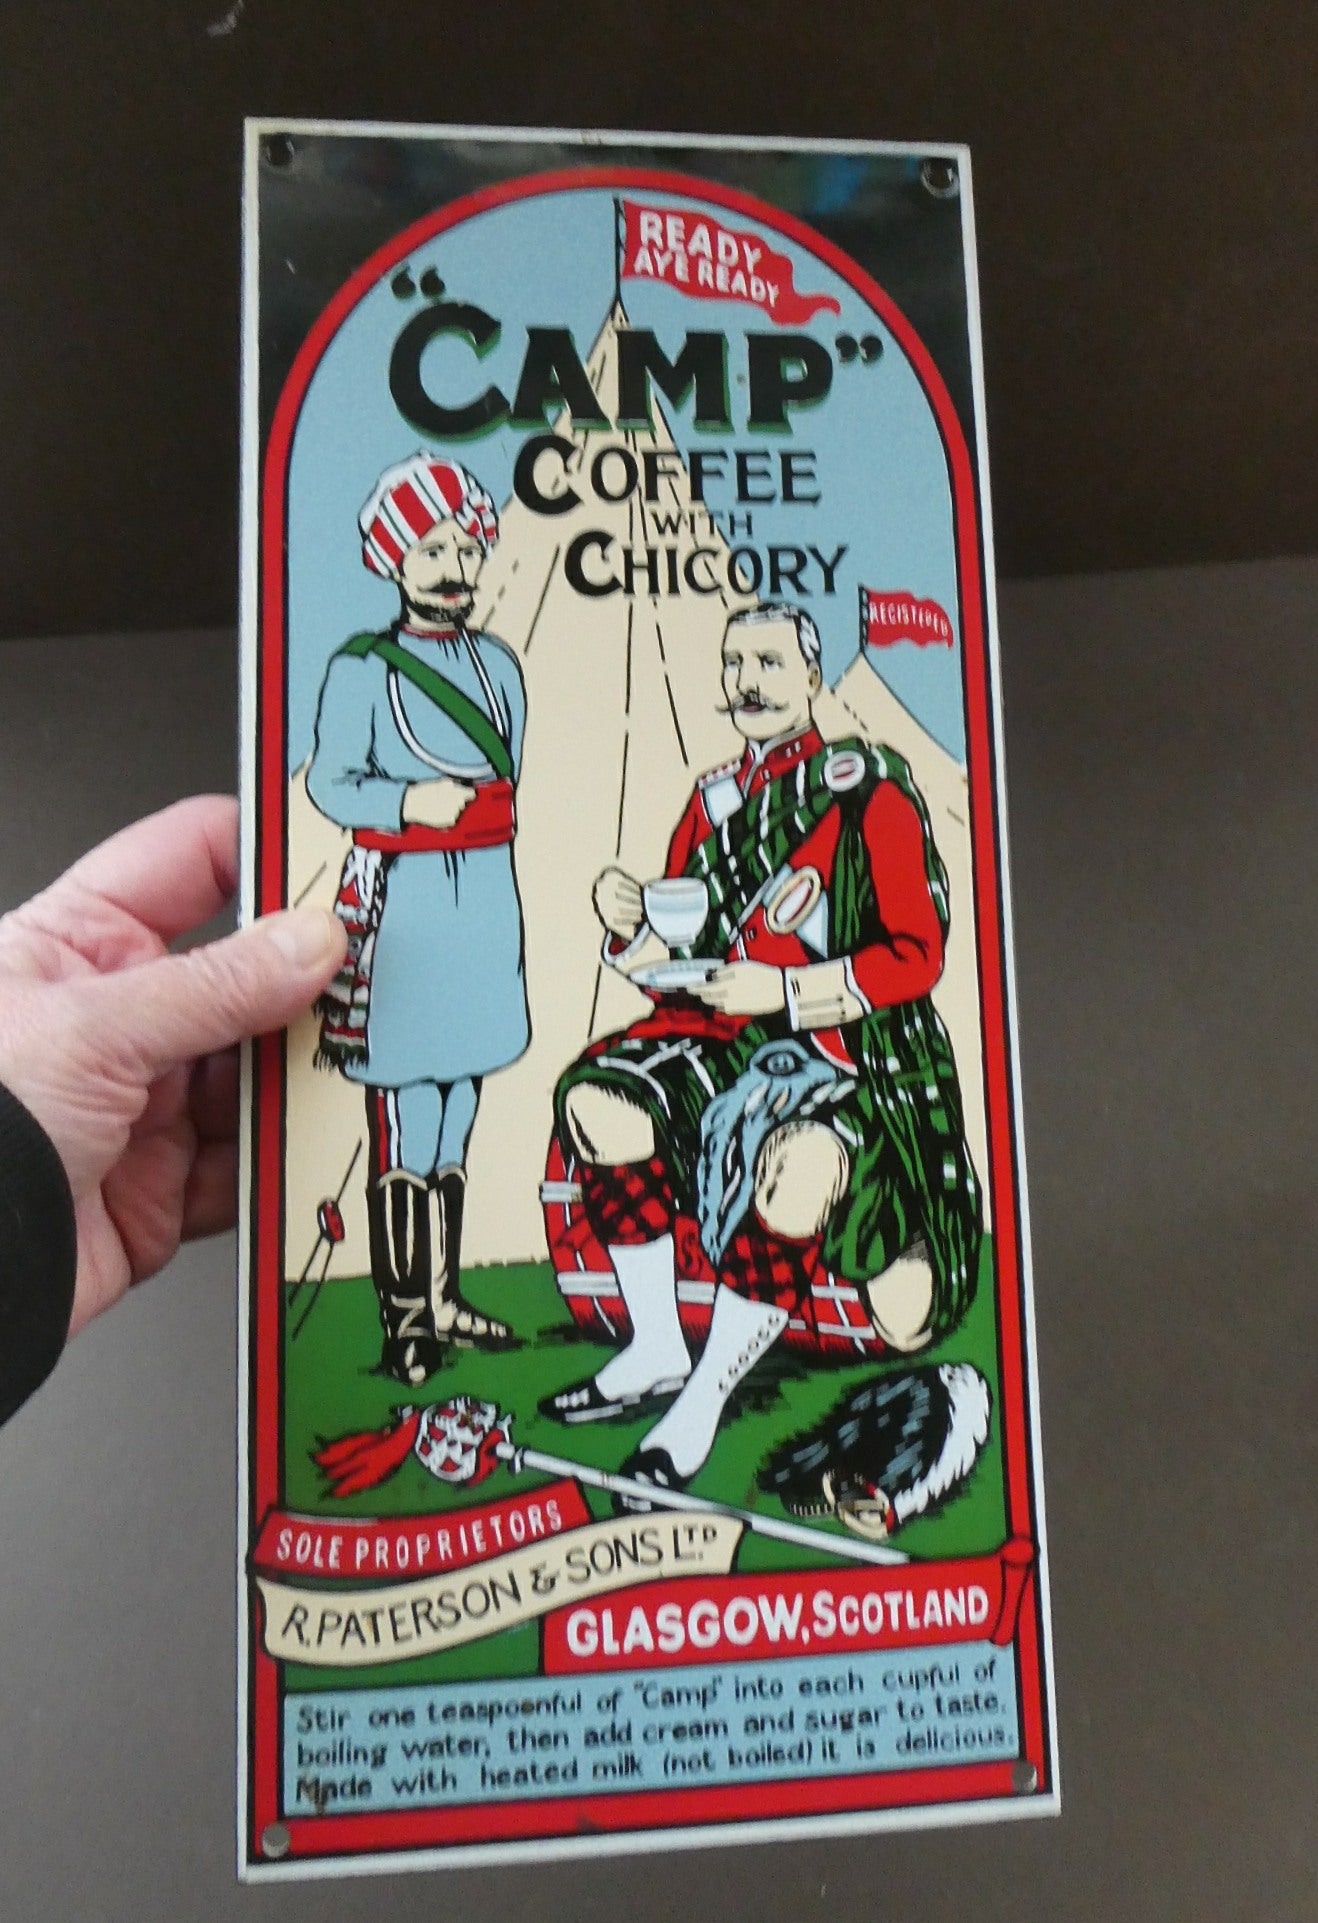 READY
AYE READY
"CAMP"
COFFEE
WITH
CHICORY
REGISTERED
SOLE PROPRIETORS
R. PATERSON & SONS LTD
GLASGOW, SCOTLAND
Stir one teaspoonful of "Camp" into each cupful of
boiling water, then add cream and sugar to taste.
Made with heated milk (not boiled) it is delicious.